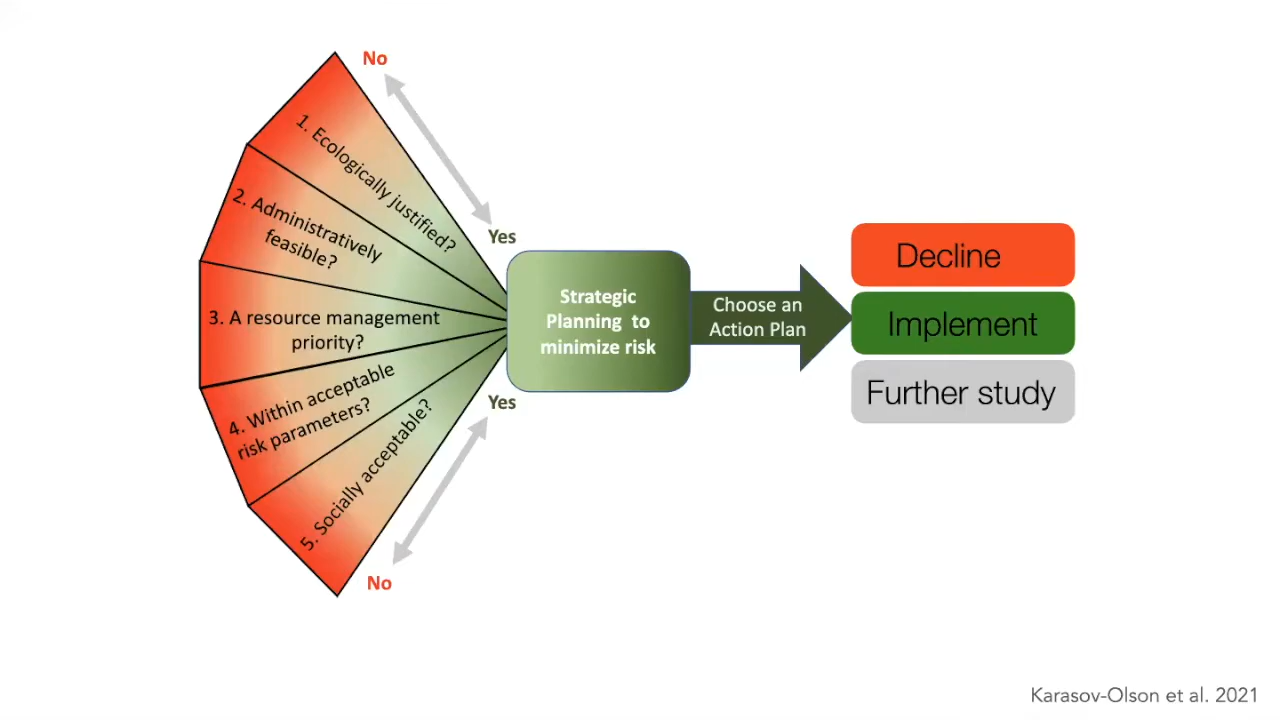 No
1. Ecologically justified?
2. Administratively
feasible?
3. A resource management
priority?
4. Within acceptable
risk parameters?
5. Socially acceptable?
No
Yes
Yes
Strategic
Planning to
minimize risk
Choose an
Action Plan
Decline
Implement
Further study
Karasov-Olson et al. 2021